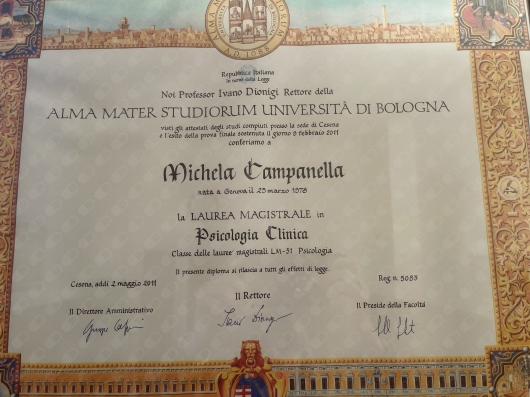 Repubblica Italiana
in nome della Legge
Noi Professor Ivano Dionigi Rettore della
ALMA MATER STUDIORUM UNIVERSITÀ DI BOLOGNA
visti gli attestati degli studi compiuti presso la sede di Cesena
e l'esito della prova finale sostenuta il giorno 8 febbraio 2011
conferiamo a
Michela Campanella
nata a Genova il 25 marzo 1978
la LAUREA MAGISTRALE in
Psicologia Clinica
Classe delle lauree magistrali LM-51 Psicologia
Il presente diploma si rilascia a tutti gli effetti di legge.
Cesena, addì 2 maggio 2011
Reg. n. 5053
Il Direttore Amministrativo
Il Rettore
Il Preside della Facoltà